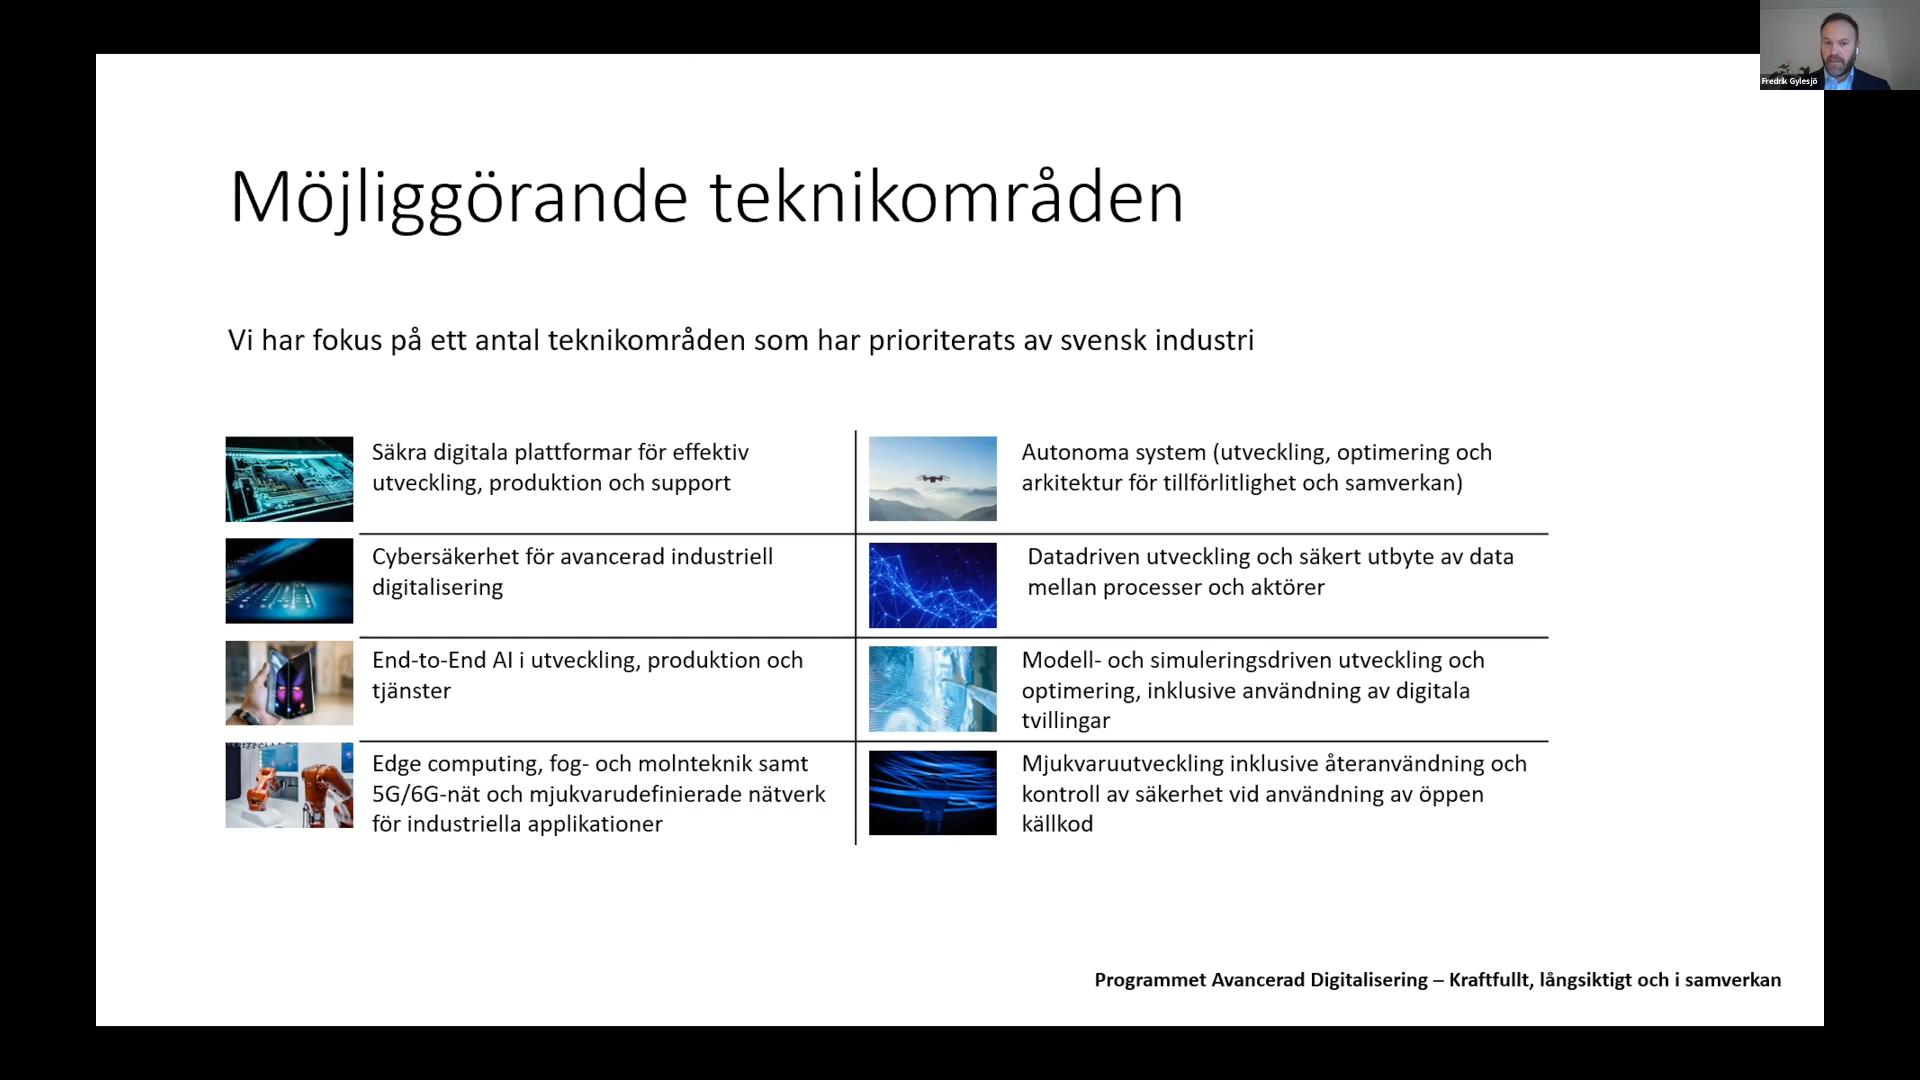 Fredrik Gylesjö
Möjliggörande teknikområden
Vi har fokus på ett antal teknikområden som har prioriterats av svensk industri
Säkra digitala plattformar för effektiv
utveckling, produktion och support
Autonoma system (utveckling, optimering och
arkitektur för tillförlitlighet och samverkan)
Cybersäkerhet för avancerad industriell
digitalisering
Datadriven utveckling och säkert utbyte av data
mellan processer och aktörer
End-to-End AI i utveckling, produktion och
tjänster
Modell- och simuleringsdriven utveckling och
optimering, inklusive användning av digitala
tvillingar
Edge computing, fog- och molnteknik samt
5G/6G-nät och mjukvarudefinierade nätverk
för industriella applikationer
Mjukvaruutveckling inklusive återanvändning och
kontroll av säkerhet vid användning av öppen
källkod
Programmet Avancerad Digitalisering – Kraftfullt, långsiktigt och i samverkan